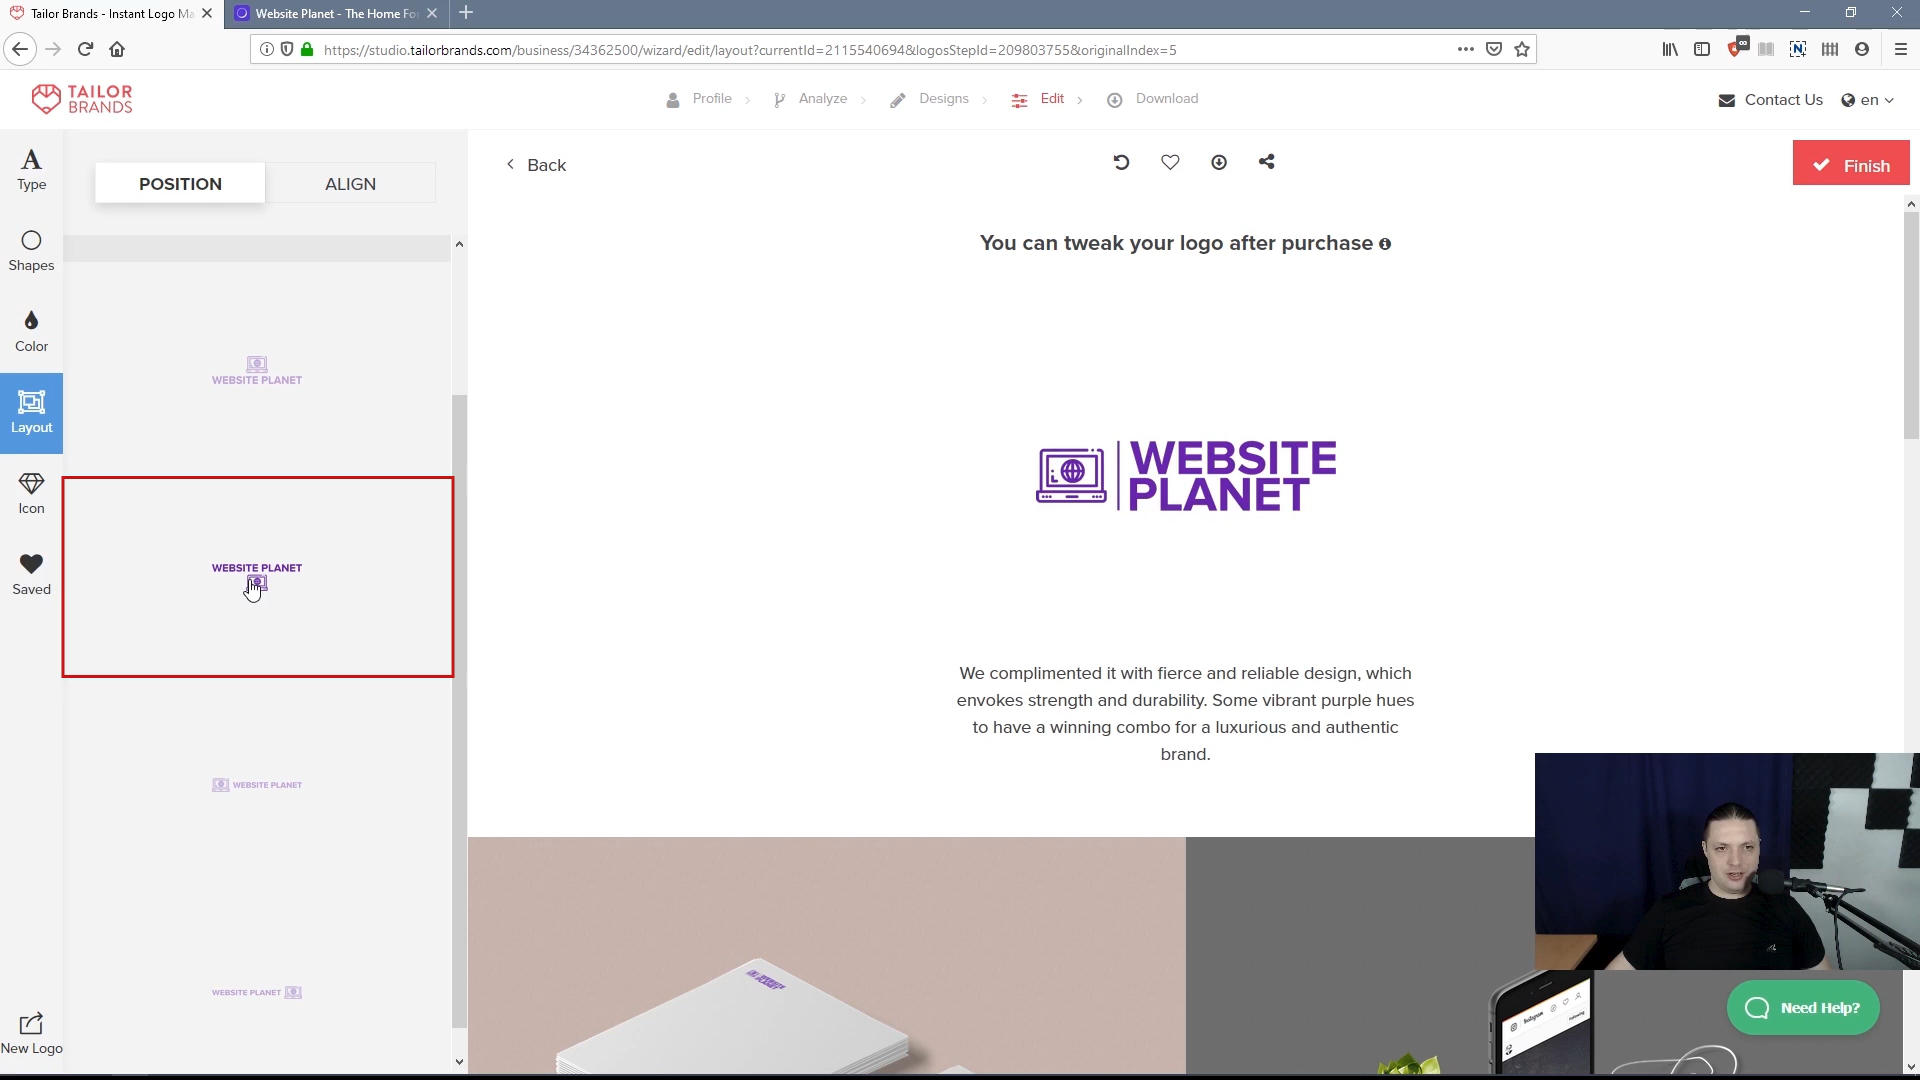 Tailor Brands - Instant Logo Ma
Website Planet - The Home Fo
https://studio.tailorbrands.com/business/34362500/wizard/edit/layout?currentId=2115540694&logosStepId=209803755&originalIndex=5
TAILOR
BRANDS
Profile
Analyze
Designs
Edit
Download
Contact Us
en
Type
Shapes
Color
Layout
Icon
Saved
New Logo
POSITION
ALIGN
WEBSITE PLANET
WEBSITE PLANET
WEBSITE PLANET
WEBSITE PLANET
Back
Finish
You can tweak your logo after purchase
WEBSITE
PLANET
We complimented it with fierce and reliable design, which
envokes strength and durability. Some vibrant purple hues
to have a winning combo for a luxurious and authentic
brand.
Instagram
Need Help?